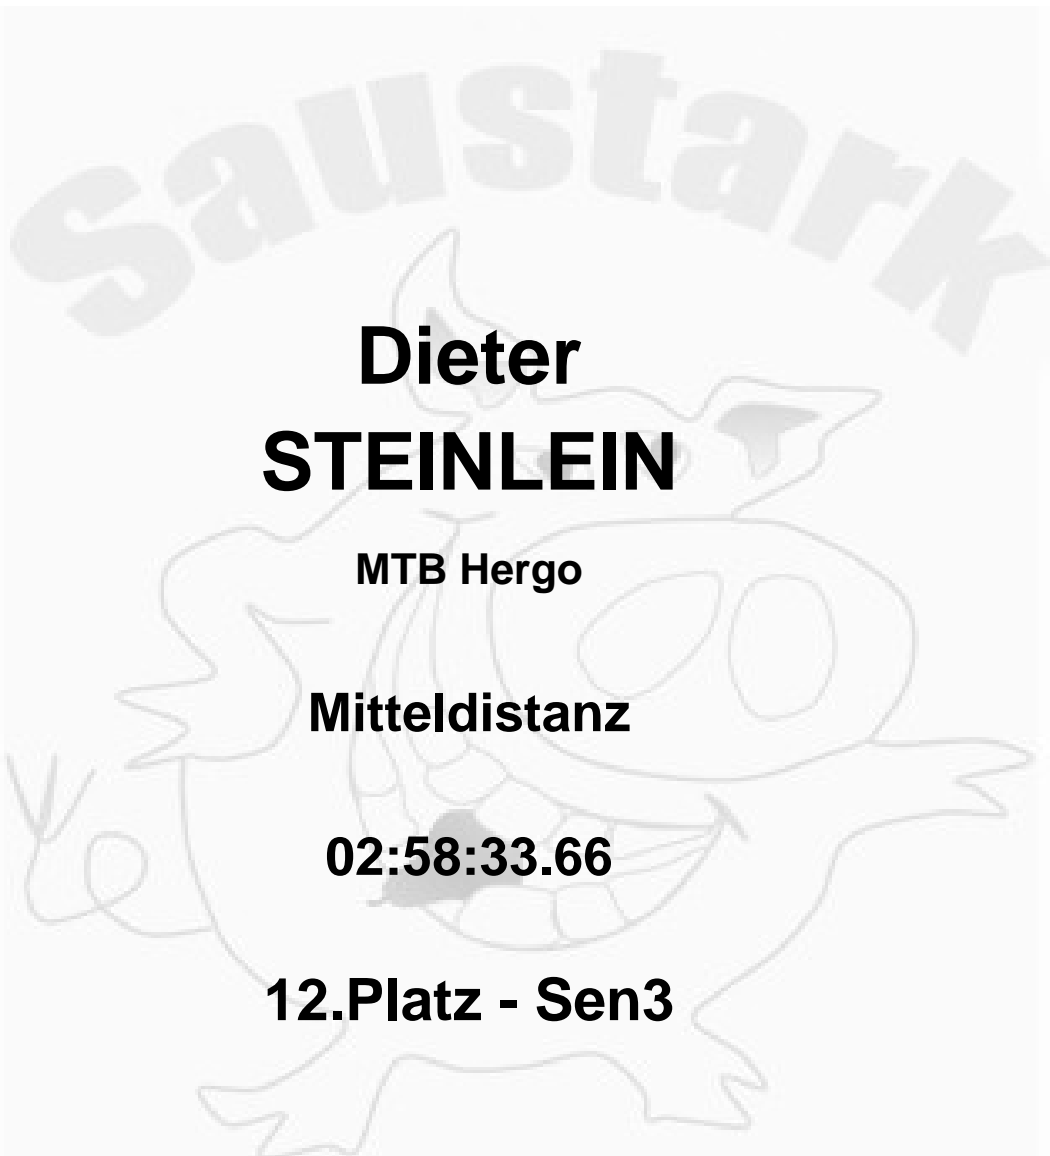 Saustark
Dieter
STEINLEIN
MTB Hergo
Mitteldistanz
02:58:33.66
12.Platz - Sen3